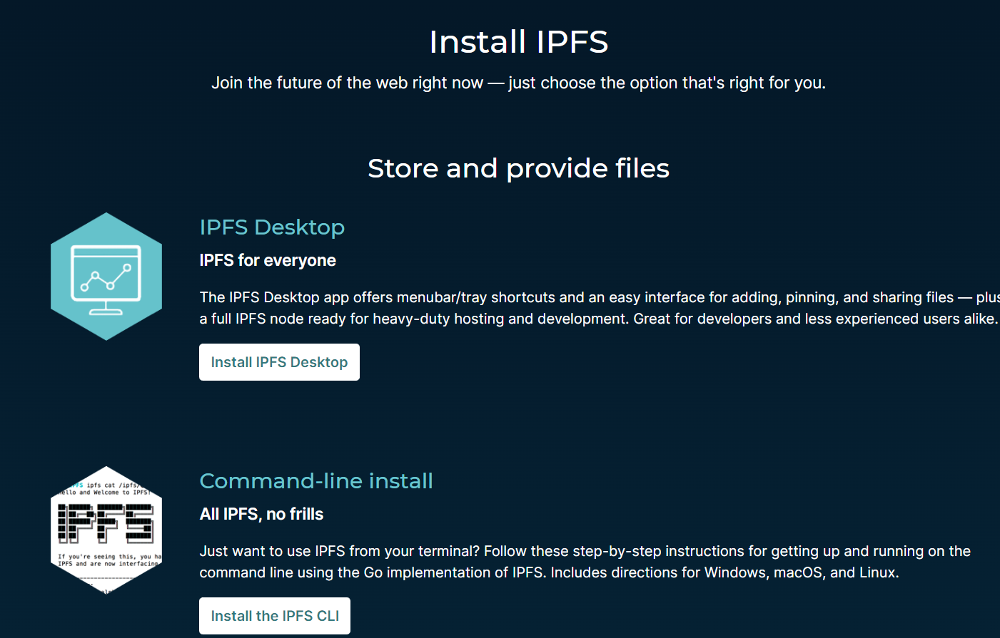 Install IPFS
Join the future of the web right now — just choose the option that's right for you.
Store and provide files
IPFS Desktop
IPFS for everyone
The IPFS Desktop app offers menubar/tray shortcuts and an easy interface for adding, pinning, and sharing files — plus
a full IPFS node ready for heavy-duty hosting and development. Great for developers and less experienced users alike.
Install IPFS Desktop
ipfs cat /ipfs/
Hello and Welcome to IPFS!
IPFS
If you're seeing this, you ha
IPFS and are now interfacing
Command-line install
All IPFS, no frills
Just want to use IPFS from your terminal? Follow these step-by-step instructions for getting up and running on the
command line using the Go implementation of IPFS. Includes directions for Windows, macOS, and Linux.
Install the IPFS CLI